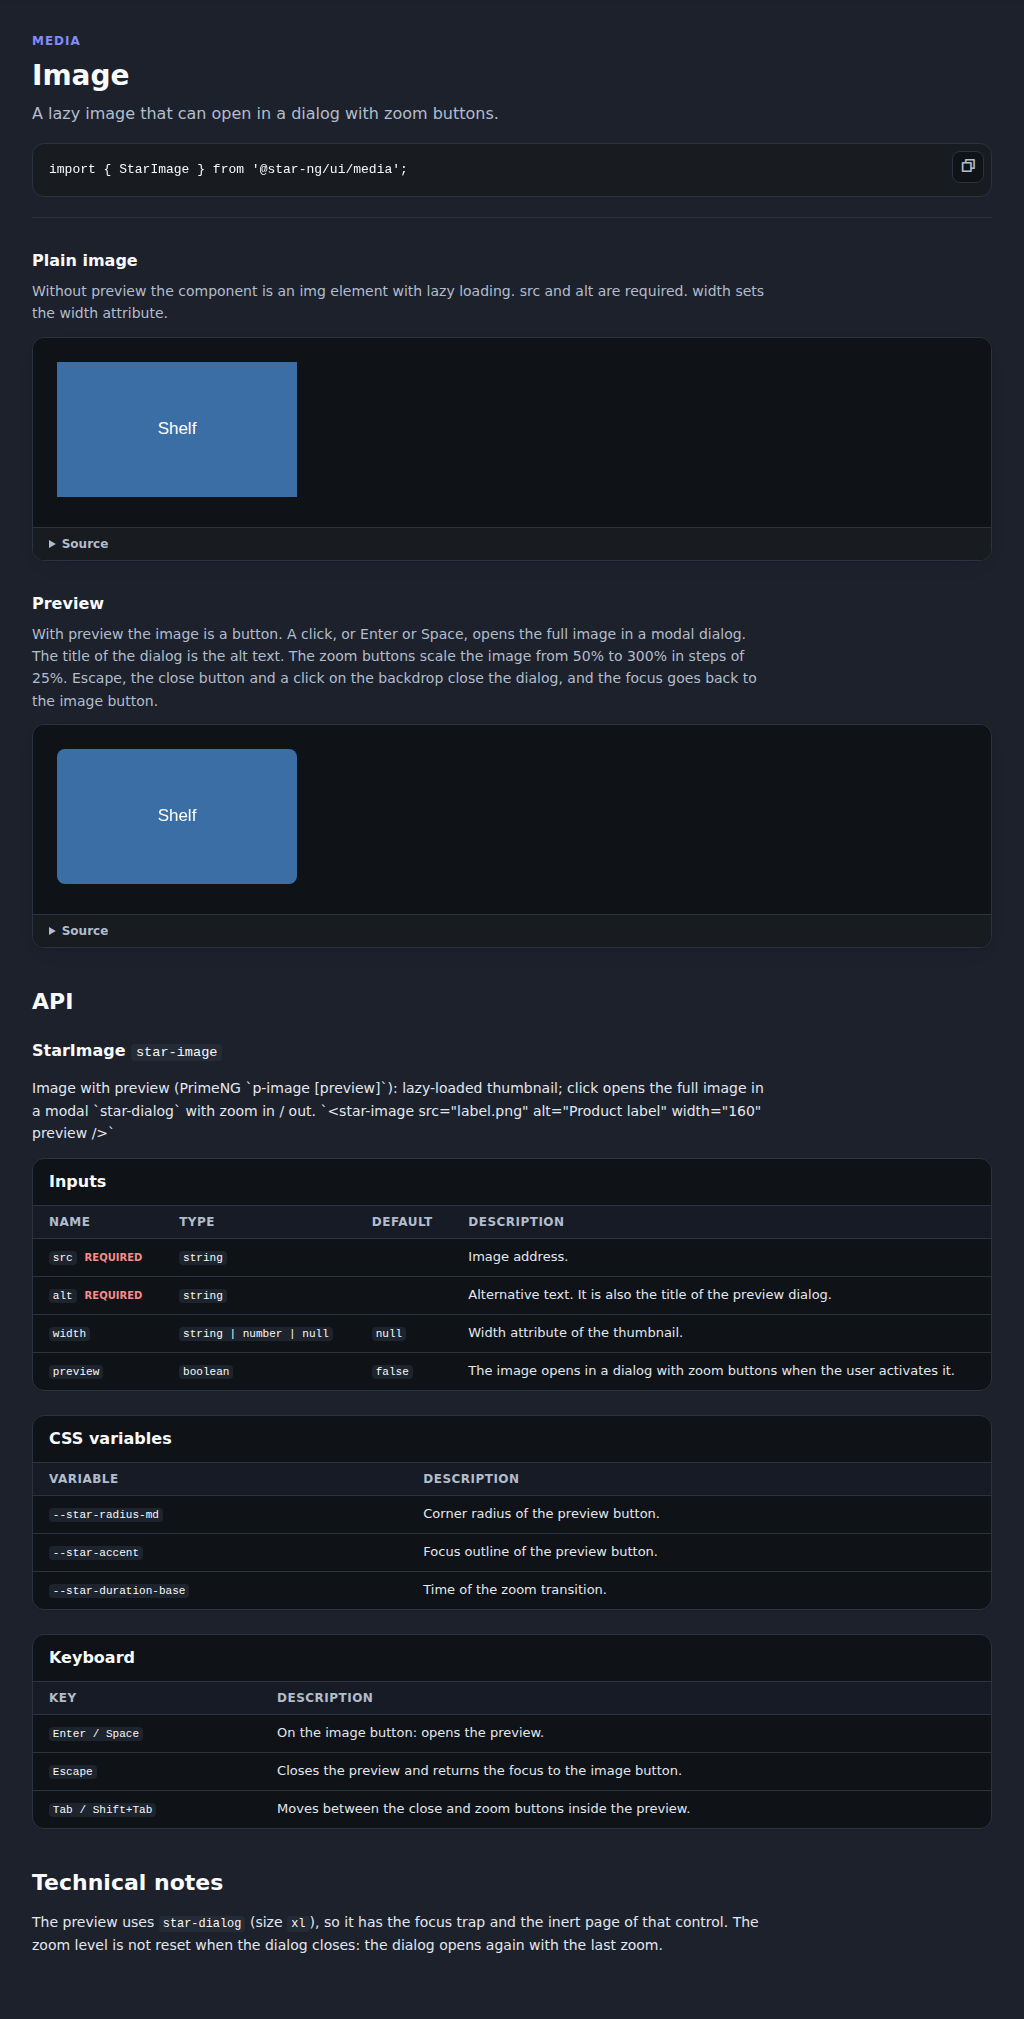 MEDIA
Image
A lazy image that can open in a dialog with zoom buttons.
import { StarImage } from '@star-ng/ui/media';
Plain image
Without preview the component is an img element with lazy loading. src and alt are required. width sets
the width attribute.
Shelf
Source
Preview
With preview the image is a button. A click, or Enter or Space, opens the full image in a modal dialog.
The title of the dialog is the alt text. The zoom buttons scale the image from 50% to 300% in steps of
25%. Escape, the close button and a click on the backdrop close the dialog, and the focus goes back to
the image button.
Shelf
Source
API
StarImage star-image
Image with preview (PrimeNG `p-image [preview]`): lazy-loaded thumbnail; click opens the full image in
a modal `star-dialog` with zoom in / out. `<star-image src="label.png" alt="Product label" width="160"
preview />`
Inputs
NAME TYPE DEFAULT DESCRIPTION
src REQUIRED string Image address.
alt REQUIRED string Alternative text. It is also the title of the preview dialog.
width string | number | null null Width attribute of the thumbnail.
preview boolean false The image opens in a dialog with zoom buttons when the user activates it.
CSS variables
VARIABLE DESCRIPTION
--star-radius-md Corner radius of the preview button.
--star-accent Focus outline of the preview button.
--star-duration-base Time of the zoom transition.
Keyboard
KEY DESCRIPTION
Enter / Space On the image button: opens the preview.
Escape Closes the preview and returns the focus to the image button.
Tab / Shift+Tab Moves between the close and zoom buttons inside the preview.
Technical notes
The preview uses star-dialog (size xl), so it has the focus trap and the inert page of that control. The
zoom level is not reset when the dialog closes: the dialog opens again with the last zoom.